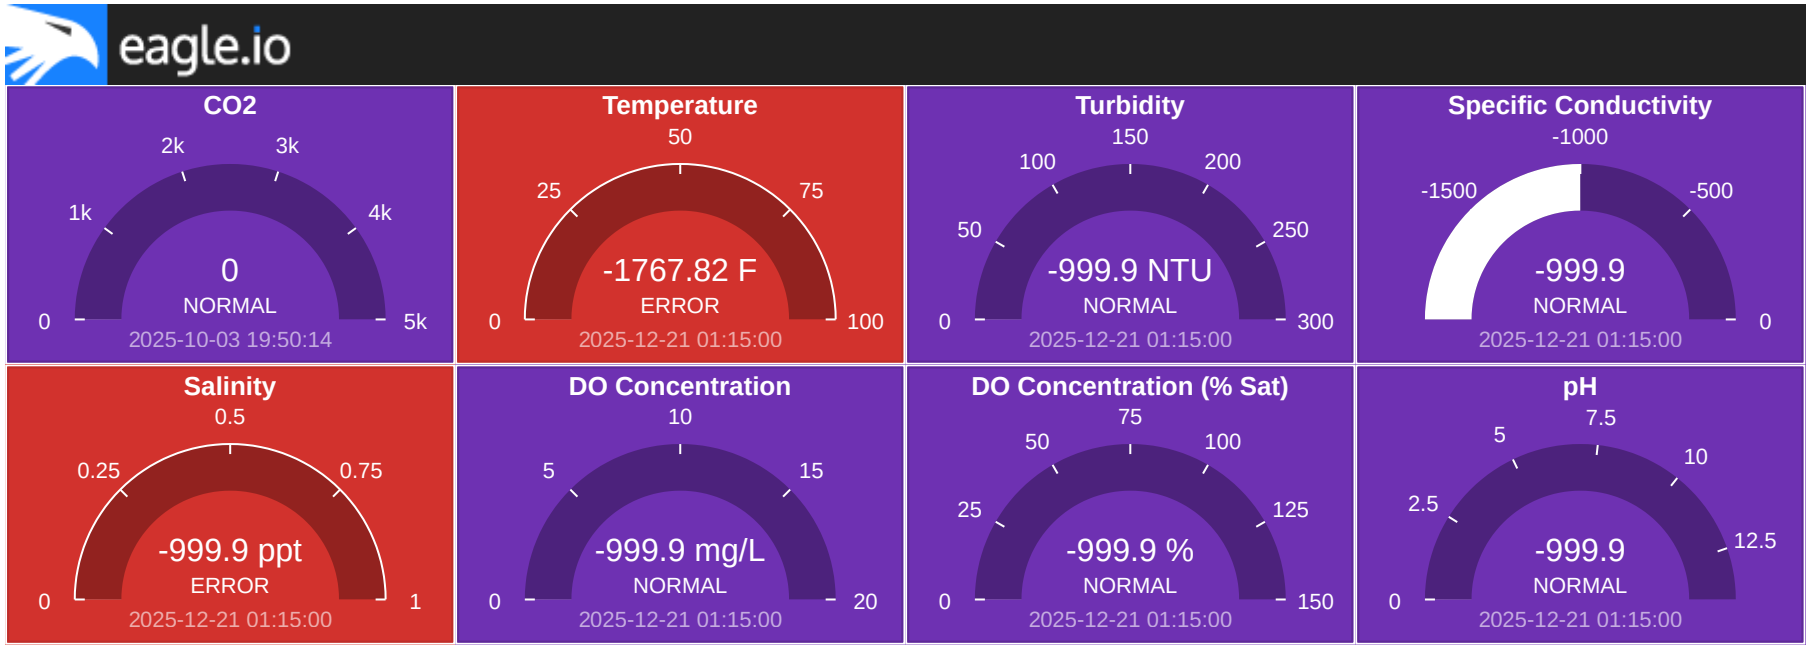 eagle.io
CO2
2k
3k
1k
4k
0
NORMAL
0
5k
2025-10-03 19:50:14
Temperature
50
25
75
-1767.82 F
ERROR
0
100
2025-12-21 01:15:00
Turbidity
150
100
200
50
250
-999.9 NTU
NORMAL
0
300
2025-12-21 01:15:00
Specific Conductivity
-1000
-1500
-500
-999.9
NORMAL
0
2025-12-21 01:15:00
Salinity
0.5
0.25
0.75
-999.9 ppt
ERROR
0
1
2025-12-21 01:15:00
DO Concentration
10
5
15
-999.9 mg/L
NORMAL
0
20
2025-12-21 01:15:00
DO Concentration (% Sat)
75
50
100
25
125
-999.9 %
NORMAL
0
150
2025-12-21 01:15:00
pH
7.5
5
10
2.5
12.5
-999.9
NORMAL
0
2025-12-21 01:15:00